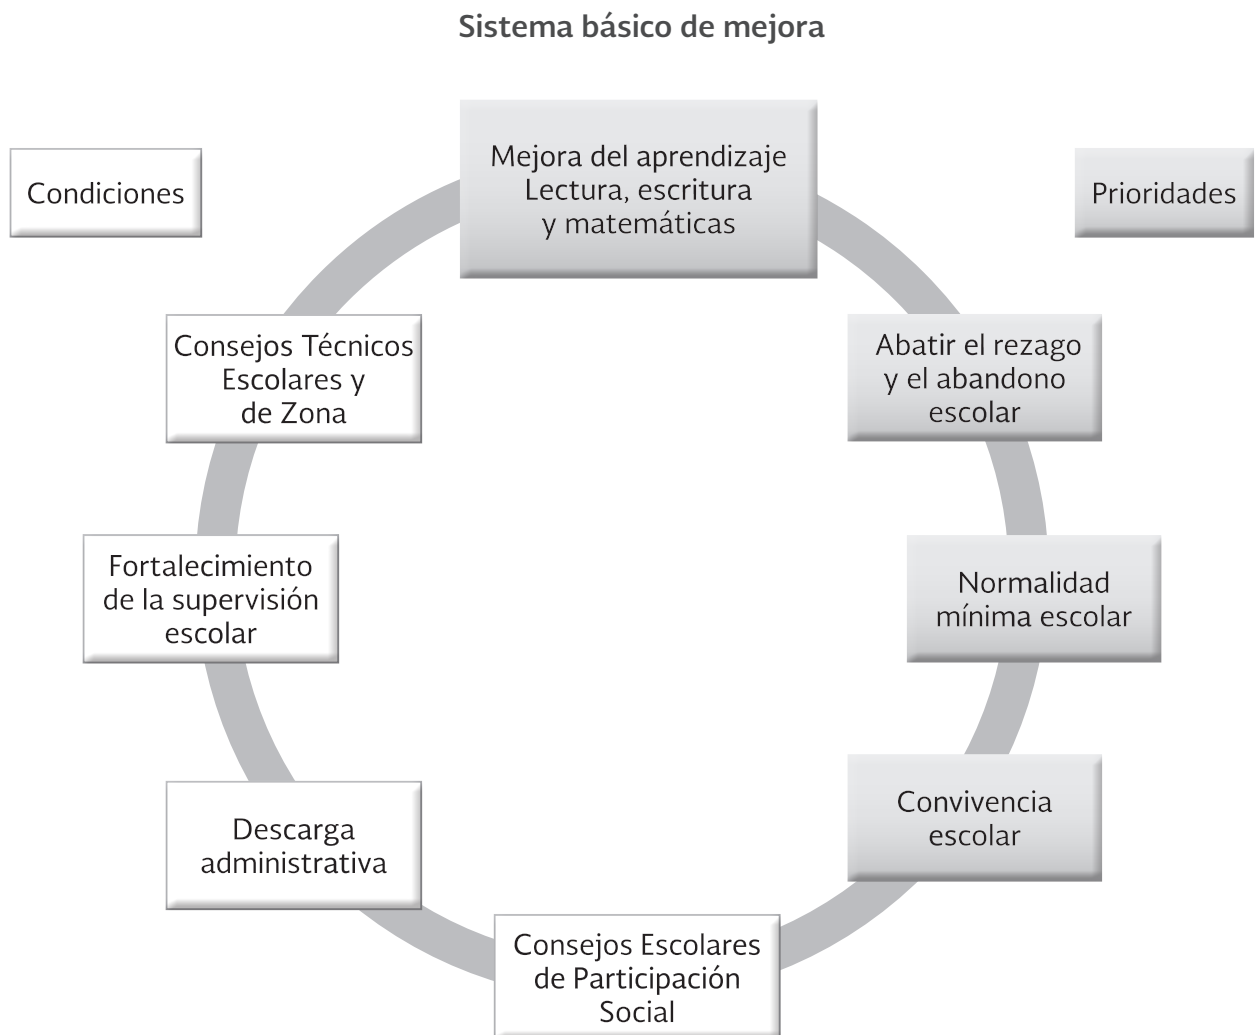 Sistema básico de mejora
Condiciones
Mejora del aprendizaje
Lectura, escritura
y matemáticas
Prioridades
Consejos Técnicos
Escolares y
de Zona
Abatir el rezago
y el abandono
escolar
Fortalecimiento
de la supervisión
escolar
Normalidad
mínima escolar
Descarga
administrativa
Convivencia
escolar
Consejos Escolares
de Participación
Social